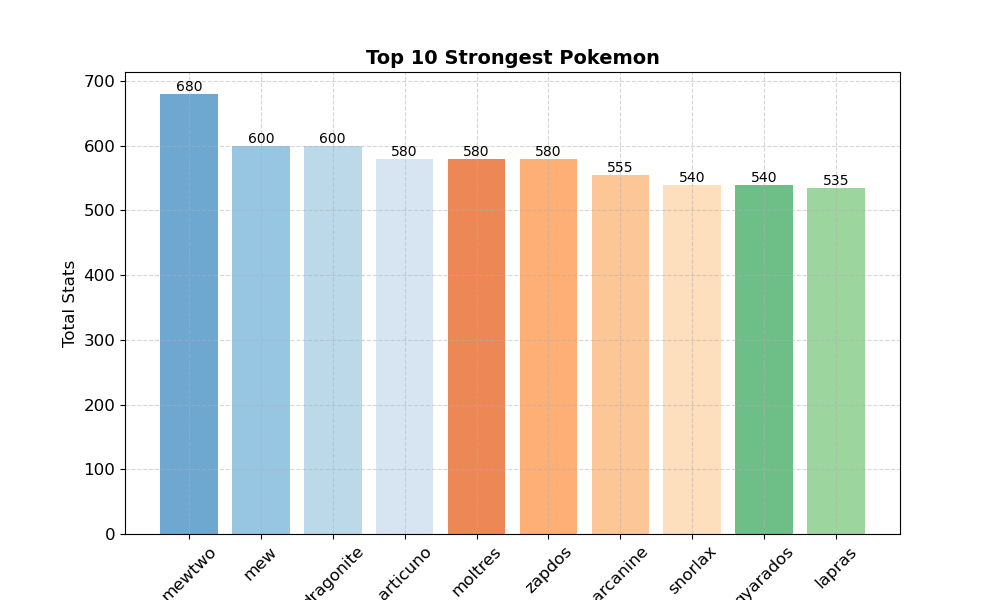 Top 10 Strongest Pokemon
Total Stats
700
600
500
400
300
200
100
0
680
600
600
580
580
580
555
540
540
535
mewtwo
mew
dragonite
articuno
moltres
zapdos
arcanine
snorlax
gyarados
lapras